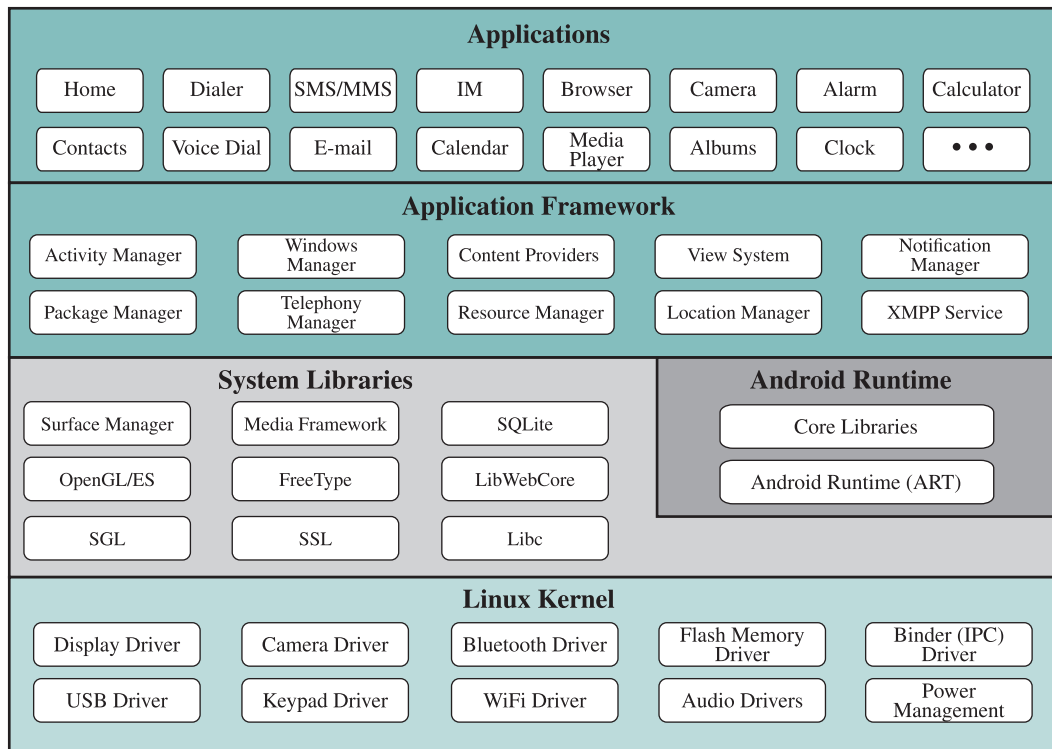 Applications
Home
Dialer
SMS/MMS
IM
Browser
Camera
Alarm
Calculator
Contacts
Voice Dial
E-mail
Calendar
Media
Player
Albums
Clock
•••
Application Framework
Activity Manager
Windows
Manager
Content Providers
View System
Notification
Manager
Package Manager
Telephony
Manager
Resource Manager
Location Manager
XMPP Service
System Libraries
Surface Manager
Media Framework
SQLite
OpenGL/ES
FreeType
LibWebCore
SGL
SSL
Libc
Android Runtime
Core Libraries
Android Runtime (ART)
Linux Kernel
Display Driver
Camera Driver
Bluetooth Driver
Flash Memory
Driver
Binder (IPC)
Driver
USB Driver
Keypad Driver
WiFi Driver
Audio Drivers
Power
Management